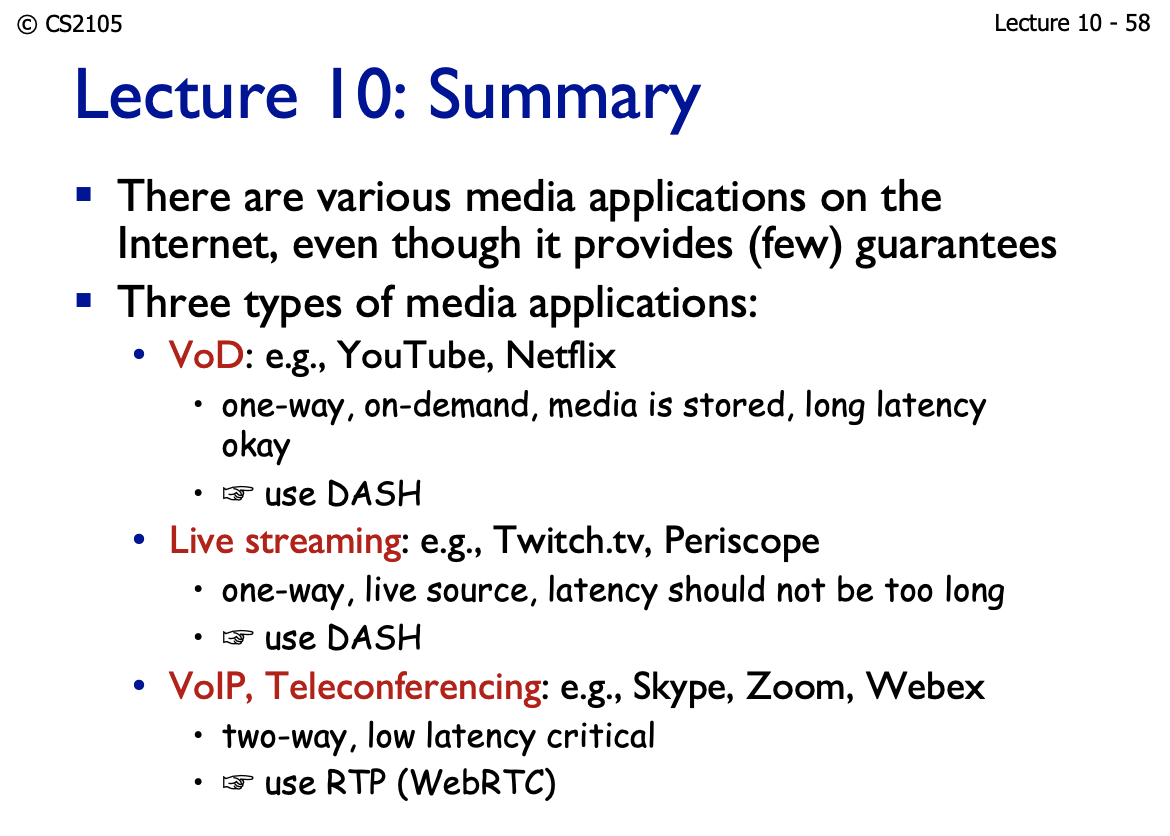 © CS2105
Lecture 10 - 58
Lecture 10: Summary
▪ There are various media applications on the
Internet, even though it provides (few) guarantees
▪ Three types of media applications:
• VoD: e.g., YouTube, Netflix
• one-way, on-demand, media is stored, long latency
okay
• ☞ use DASH
• Live streaming: e.g., Twitch.tv, Periscope
• one-way, live source, latency should not be too long
• ☞ use DASH
• VoIP, Teleconferencing: e.g., Skype, Zoom, Webex
• two-way, low latency critical
• ☞ use RTP (WebRTC)